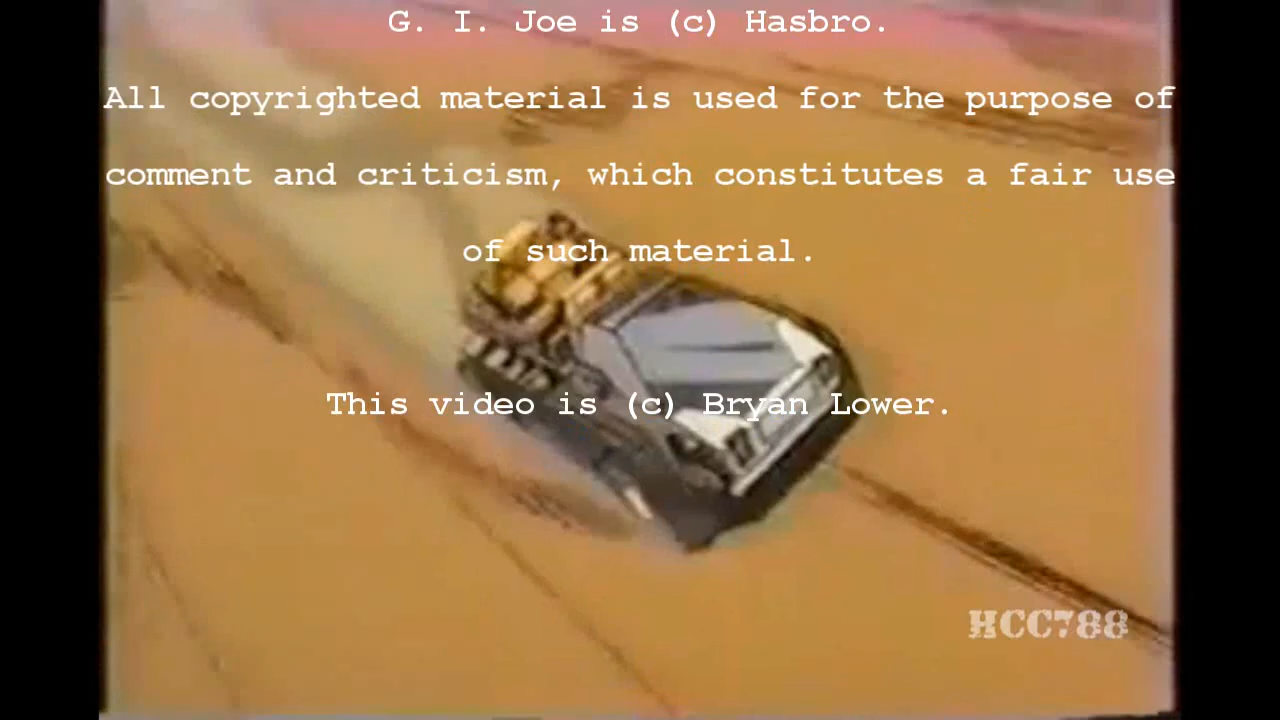 G. I. Joe is (c) Hasbro.
All copyrighted material is used for the purpose of
comment and criticism, which constitutes a fair use
of such material.
This video is (c) Bryan Lower.
HCC788